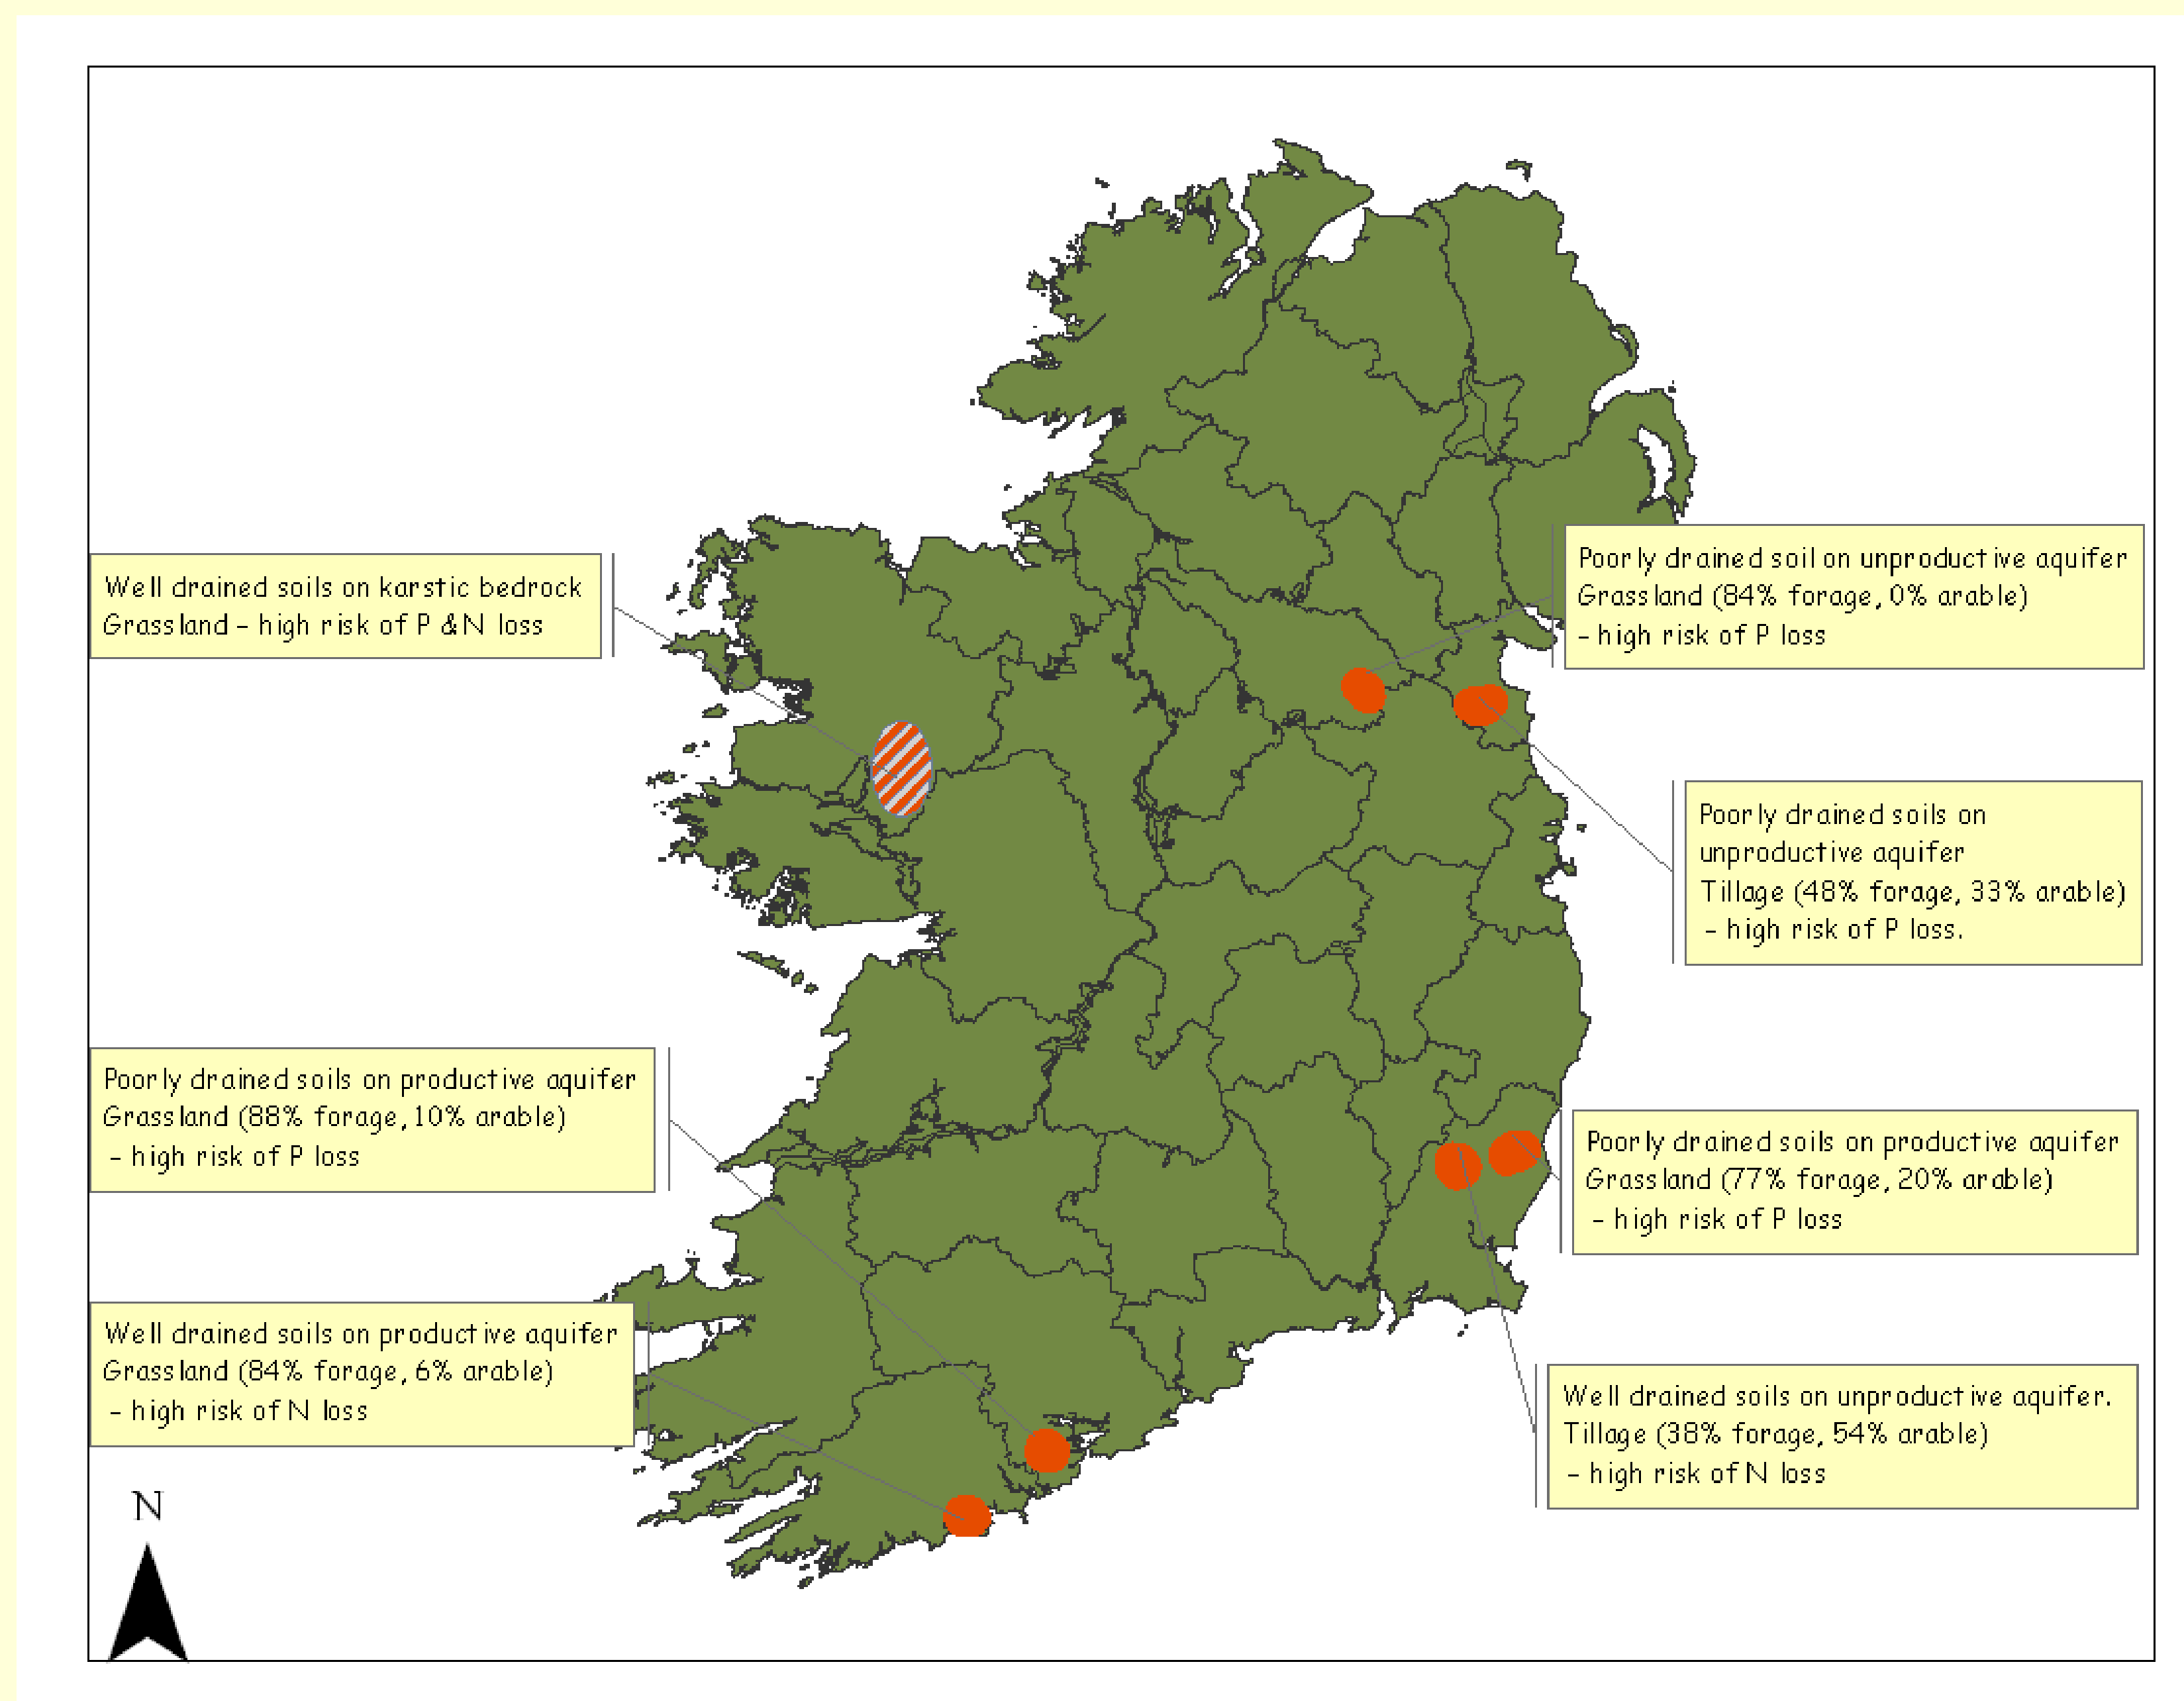 Poorly drained soil on unproductive aquifer
Grassland (84% forage, 0% arable)
– high risk of P loss
Well drained soils on karstic bedrock
Grassland – high risk of P &N loss
Poorly drained soils on
unproductive aquifer
Tillage (48% forage, 33% arable)
– high risk of P loss.
Poorly drained soils on productive aquifer
Grassland (88% forage, 10% arable)
– high risk of P loss
Poorly drained soils on productive aquifer
Grassland (77% forage, 20% arable)
– high risk of P loss
Well drained soils on productive aquifer
Grassland (84% forage, 6% arable)
– high risk of N loss
Well drained soils on unproductive aquifer.
Tillage (38% forage, 54% arable)
– high risk of N loss
N